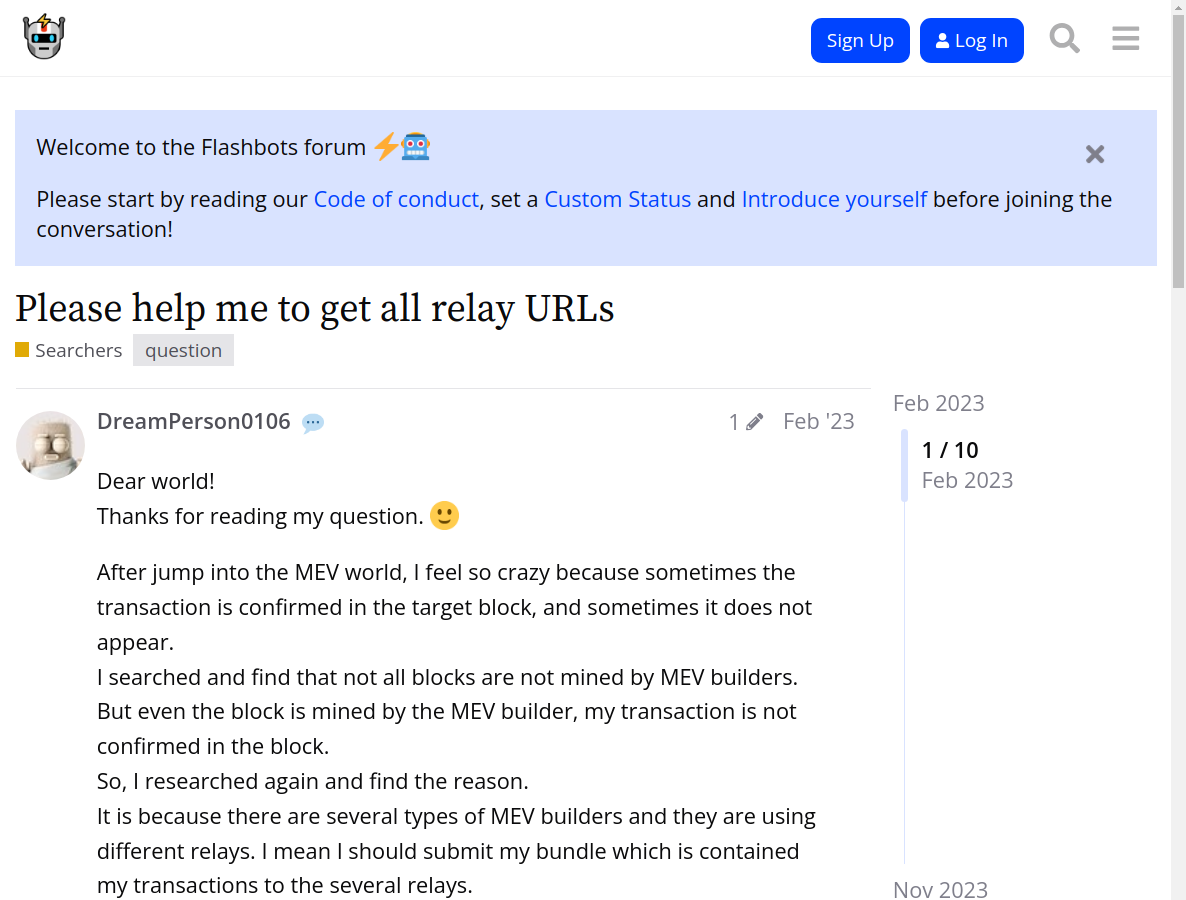 Sign Up
Log In
Welcome to the Flashbots forum
Please start by reading our Code of conduct, set a Custom Status and Introduce yourself before joining the
conversation!
Please help me to get all relay URLs
Searchers
question
DreamPerson0106
1
Feb '23
Dear world!
Thanks for reading my question.
After jump into the MEV world, I feel so crazy because sometimes the
transaction is confirmed in the target block, and sometimes it does not
appear.
I searched and find that not all blocks are not mined by MEV builders.
But even the block is mined by the MEV builder, my transaction is not
confirmed in the block.
So, I researched again and find the reason.
It is because there are several types of MEV builders and they are using
different relays. I mean I should submit my bundle which is contained
my transactions to the several relays.
Feb 2023
1 / 10
Feb 2023
Nov 2023